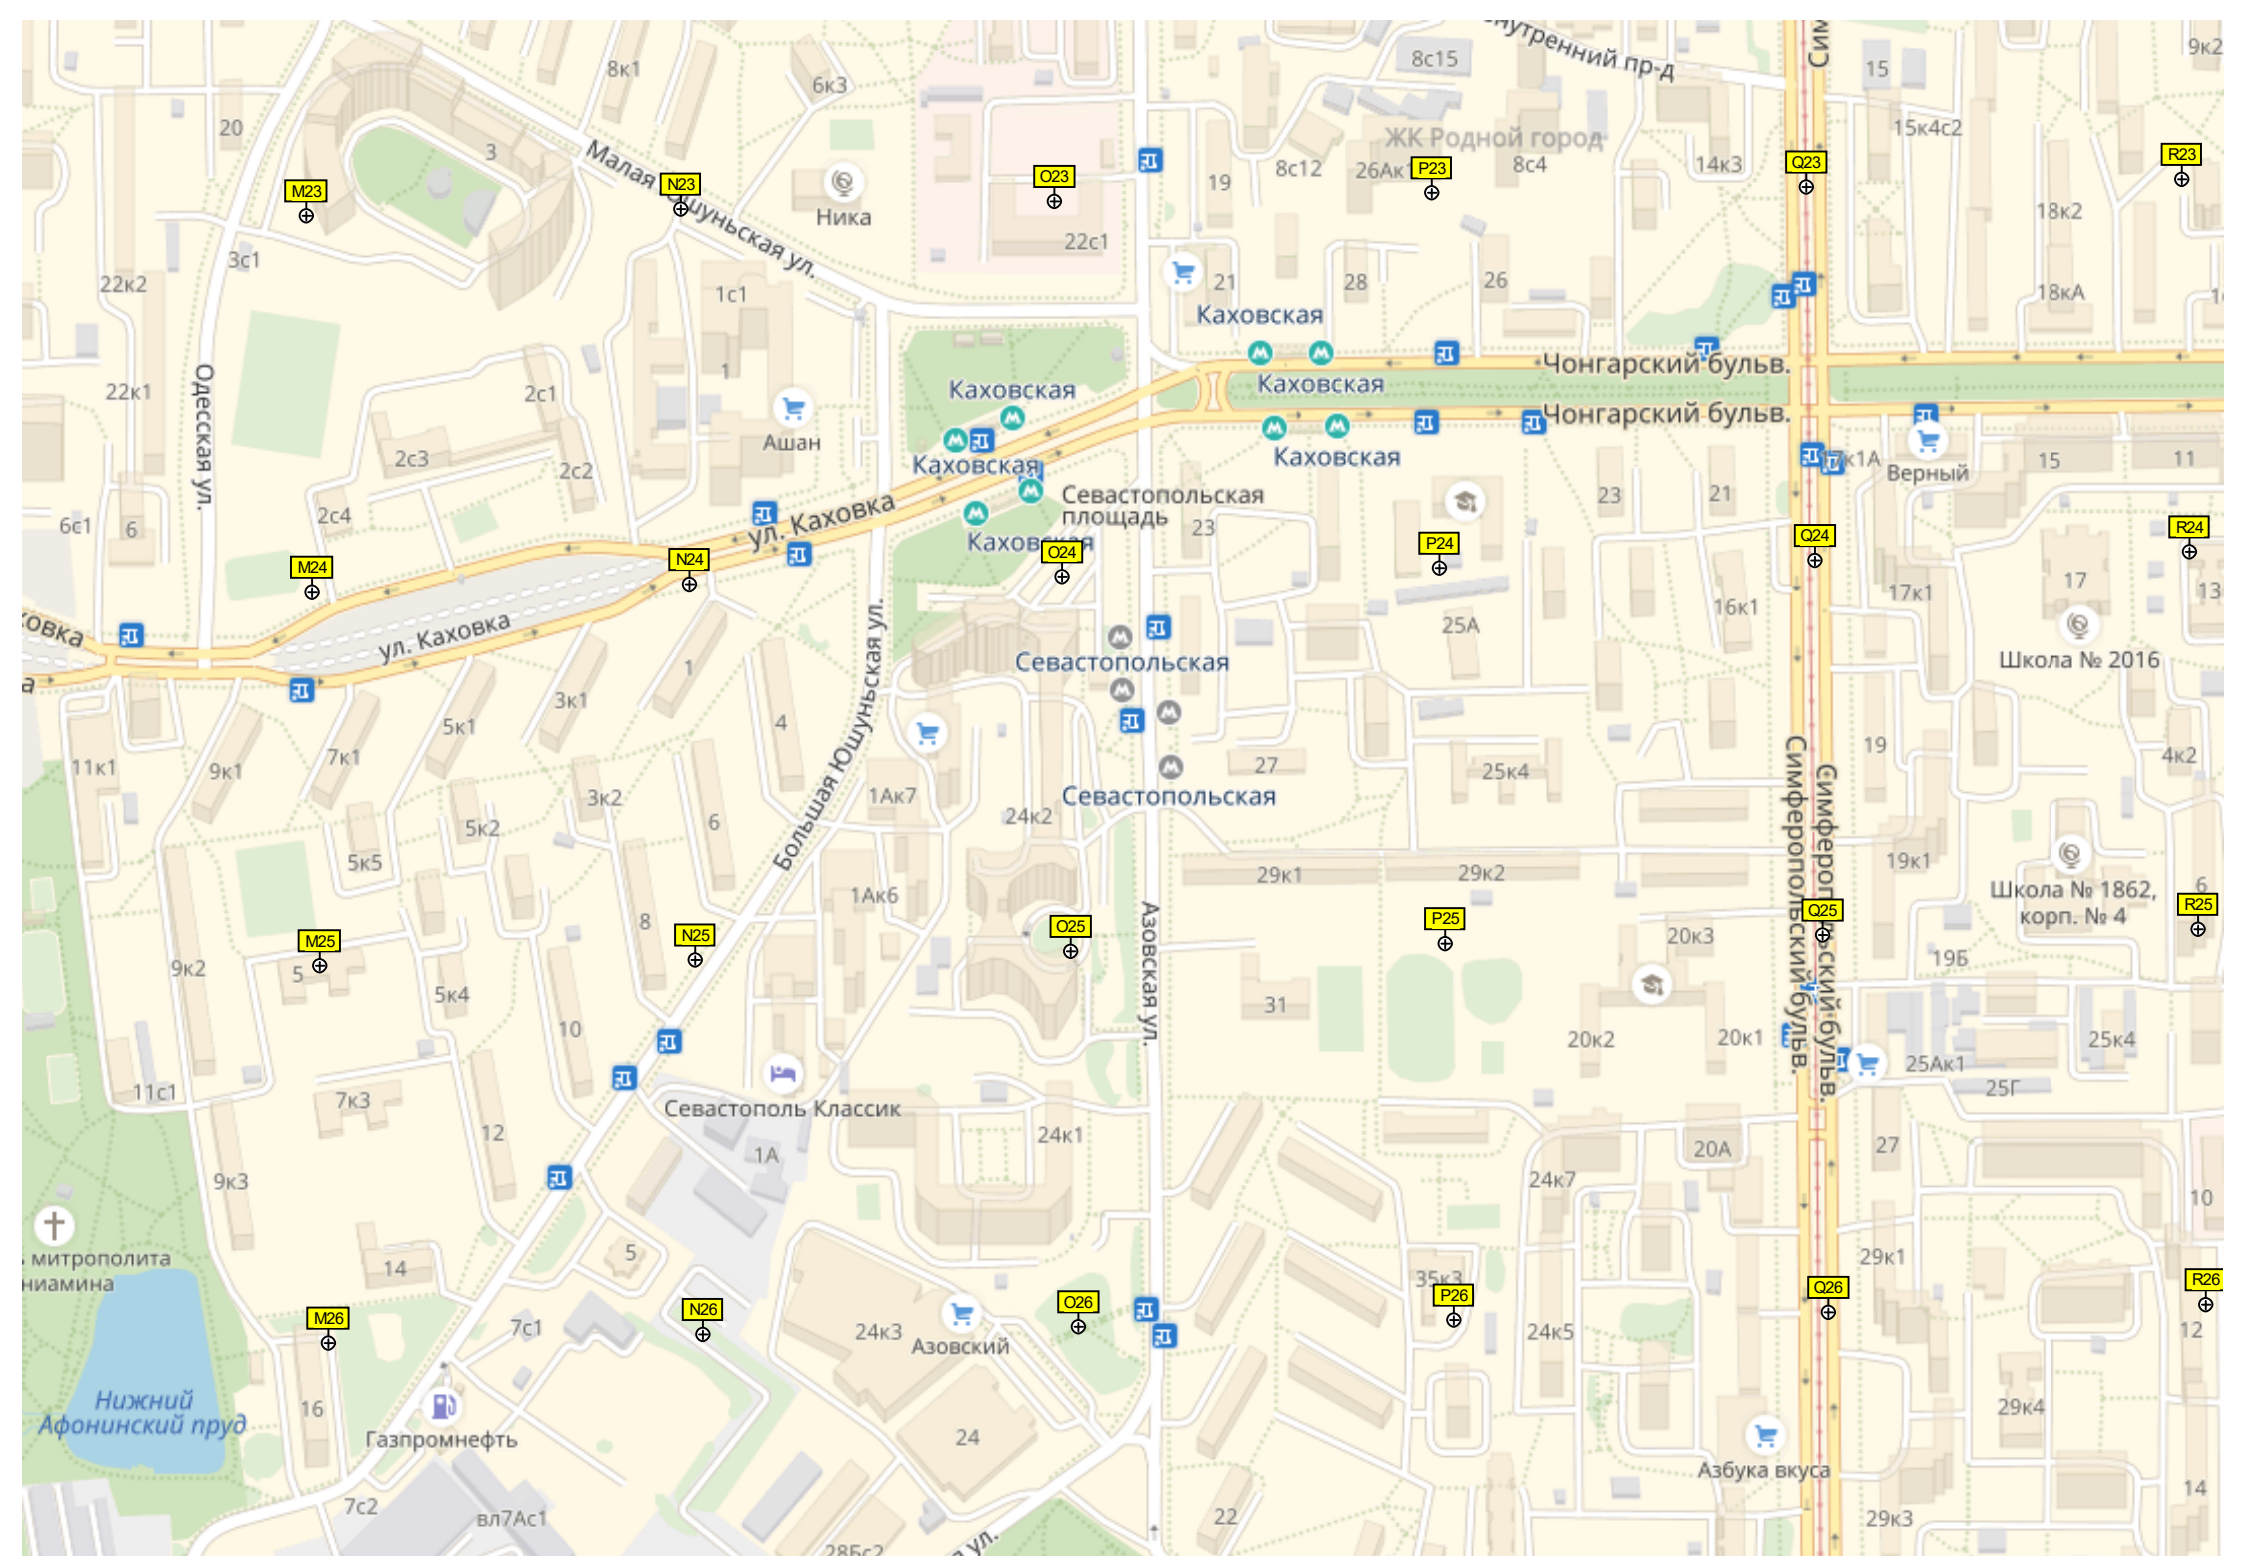 Внутренний пр-д
Сим
9к2
8к1
8с15
15
6к3
20
3
15к4с2
ЖК Родной город
Малая Юшуньская ул.
8с12
8с4
14к3
19
M23
N23
O23
P23
Q23
R23
Ника
18к2
22с1
3с1
22к2
1с1
21
28
26
18кА
Каховская
Чонгарский бульв.
1
22к1
2с1
Каховская
Каховская
Чонгарский бульв.
Одесская ул.
Ашан
2с3
2с2
Каховская
Каховская
17к1А
Верный
15
11
Севастопольская
площадь
23
21
2с4
6с1
6
ул. Каховка
23
Каховская
M24
N24
O24
P24
Q24
R24
17
17к1
13
16к1
25А
ул. Каховка
1
Севастопольская
Школа № 2016
3к1
5к1
4
7к1
9к1
11к1
19
4к2
27
25к4
Большая Юшуньская ул.
Севастопольская
3к2
1Ак7
24к2
6
5к2
5к5
Симферопольский бульв.
Симферопольский бульв.
19к1
29к1
29к2
1Ак6
Школа № 1862,
корп. № 4
6
8
M25
N25
O25
P25
Q25
R25
Азовская ул.
20к3
19Б
9к2
5
5к4
31
10
20к2
20к1
25к4
25Ак1
25Г
11с1
7к3
Севастополь Классик
12
24к1
1А
20А
27
9к3
24к7
10
митрополита
ниамина
5
14
29к1
35к3
M26
N26
O26
P26
Q26
R26
7с1
24к3
Азовский
24к5
12
Нижний
Афонинский пруд
16
Газпромнефть
24
29к4
Азбука вкуса
7с2
вл7Ас1
22
14
29к3
28Бс2